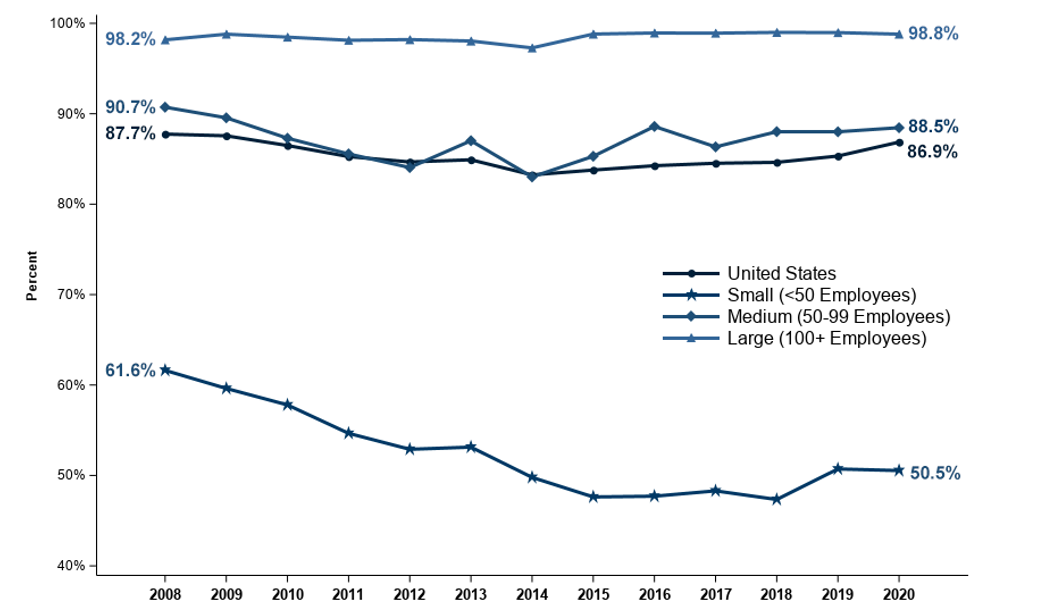 100%
98.2%
98.8%
90%
90.7%
87.7%
88.5%
86.9%
80%
Percent
70%
United States
Small (<50 Employees)
Medium (50-99 Employees)
Large (100+ Employees)
61.6%
60%
50%
50.5%
40%
2008 2009 2010 2011 2012 2013 2014 2015 2016 2017 2018 2019 2020